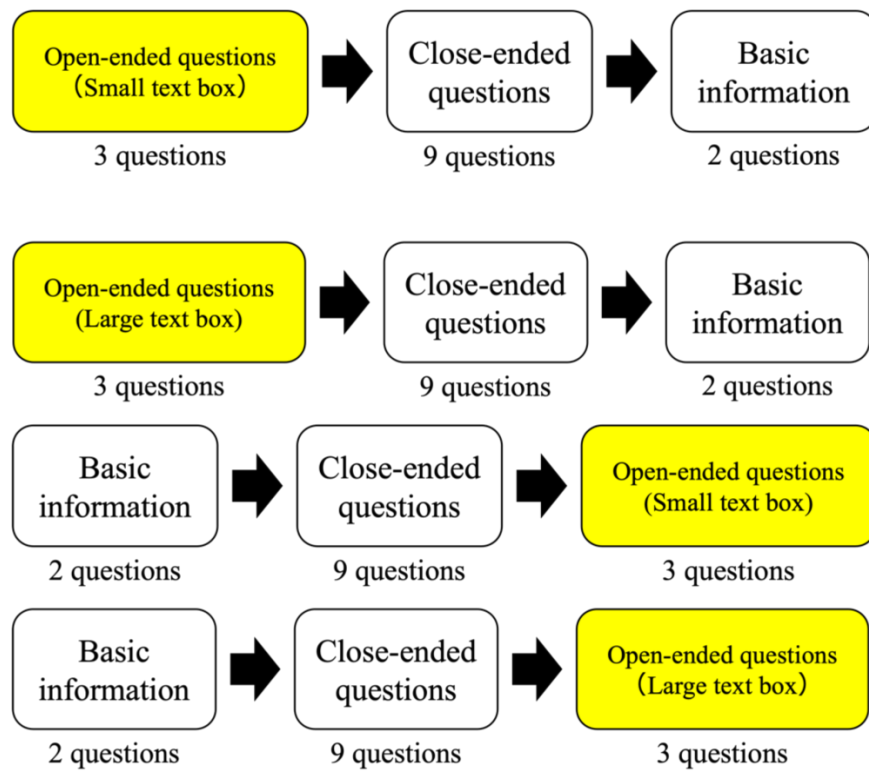 Open-ended questions
（Small text box）
Close-ended
questions
Basic
information
3 questions
9 questions
2 questions
Open-ended questions
(Large text box)
Close-ended
questions
Basic
information
3 questions
9 questions
2 questions
Basic
information
Close-ended
questions
Open-ended questions
(Small text box)
2 questions
9 questions
3 questions
Basic
information
Close-ended
questions
Open-ended questions
（Large text box）
2 questions
9 questions
3 questions